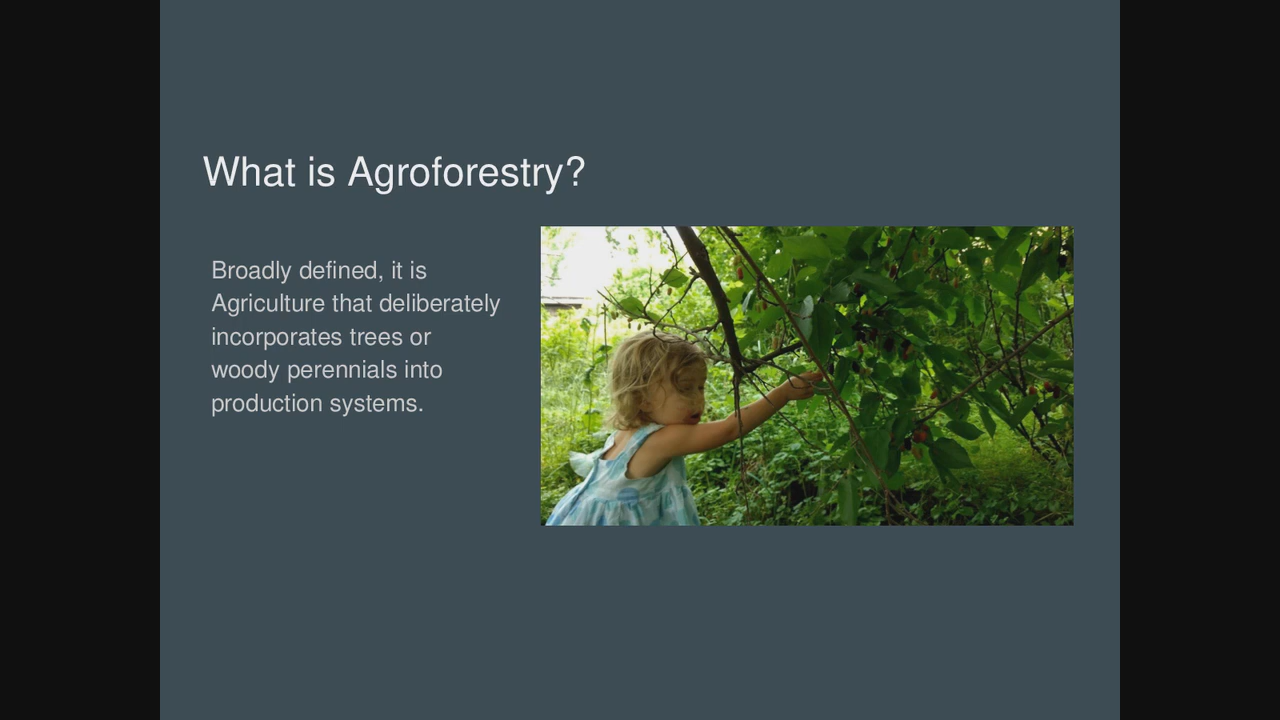 What is Agroforestry?
Broadly defined, it is
Agriculture that deliberately
incorporates trees or
woody perennials into
production systems.